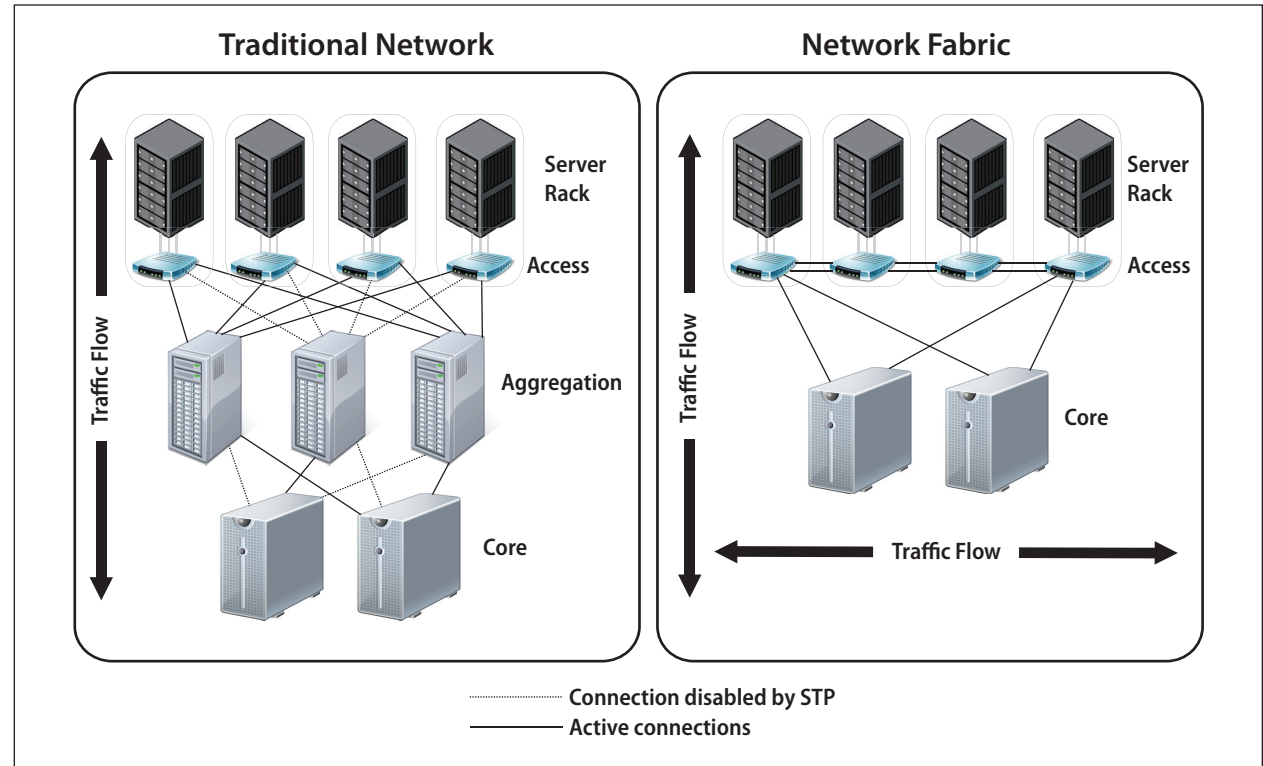 Traditional Network
Server
Rack
Access
Traffic Flow
Aggregation
Core
Network Fabric
Server
Rack
Access
Traffic Flow
Core
Traffic Flow
Connection disabled by STP
Active connections